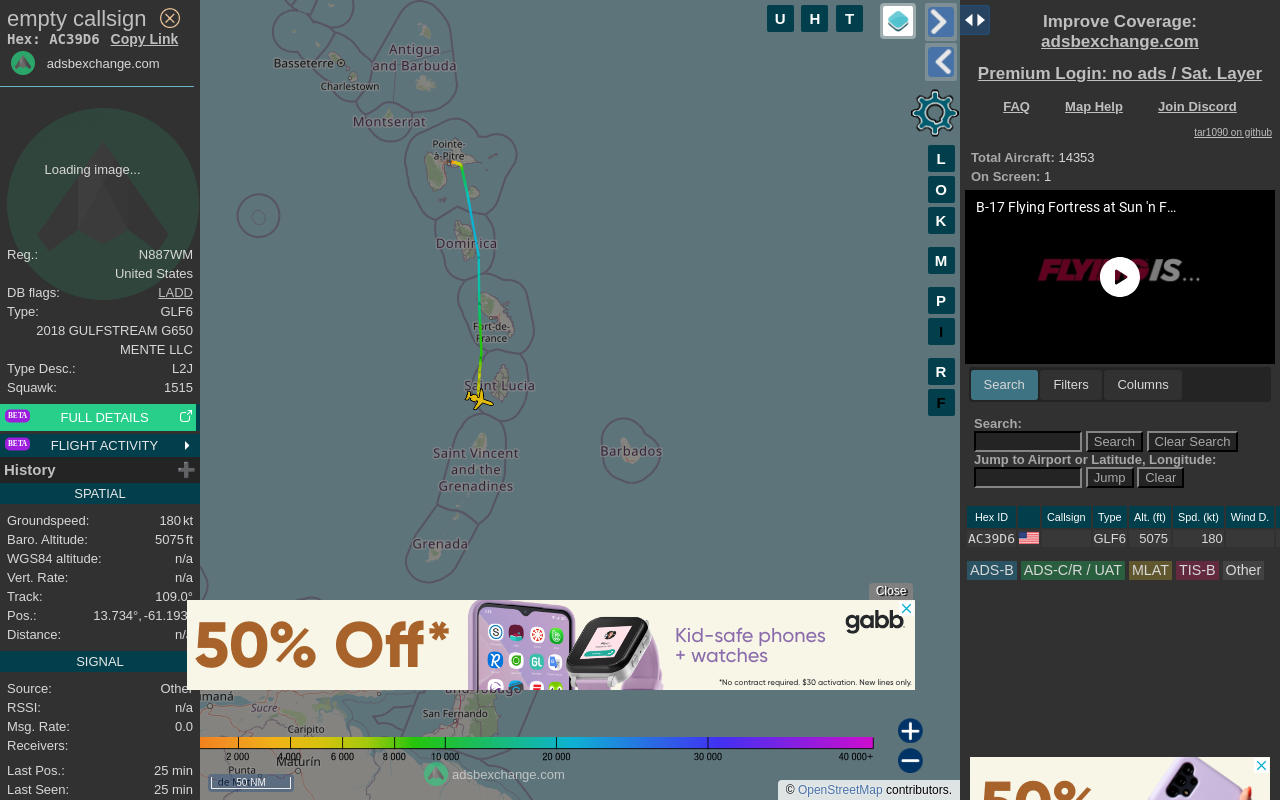 empty callsign
Hex: AC39D6 Copy Link
adsbexchange.com
Loading image...
Reg.: N887WM
United States
DB flags: LADD
Type: GLF6
2018 GULFSTREAM G650
MENTE LLC
Type Desc.: L2J
Squawk: 1515
BETA FULL DETAILS
BETA FLIGHT ACTIVITY
History
SPATIAL
Groundspeed: 180 kt
Baro. Altitude: 5075 ft
WGS84 altitude: n/a
Vert. Rate: n/a
Track: 109.0°
Pos.: 13.734°, -61.193°
Distance: n/a
SIGNAL
Source: Other
RSSI: n/a
Msg. Rate: 0.0
Receivers:
Last Pos.: 25 min
Last Seen: 25 min
U H T
Antigua
and Barbuda
Basseterre
Charlestown
Montserrat
Pointe-
à-Pitre
Dominica
Fort-de-
France
Saint Lucia
Saint Vincent
and the
Grenadines
Barbados
Grenada
L
O
K
M
P
I
R
F
Close
50% Off*
Kid-safe phones
+ watches
gabb
*No contract required. $30 activation. New lines only.
and Tobago
Sucre
San Fernando
Caripito
Maturín
Punta
2 000 4 000 6 000 8 000 10 000 20 000 30 000 40 000+
50 NM
adsbexchange.com
© OpenStreetMap contributors.
Improve Coverage:
adsbexchange.com
Premium Login: no ads / Sat. Layer
FAQ Map Help Join Discord
tar1090 on github
Total Aircraft: 14353
On Screen: 1
B-17 Flying Fortress at Sun 'n F...
FLYING IS...
Search Filters Columns
Search:
Search Clear Search
Jump to Airport or Latitude, Longitude:
Jump Clear
Hex ID Callsign Type Alt. (ft) Spd. (kt) Wind D.
AC39D6 GLF6 5075 180
ADS-B ADS-C/R / UAT MLAT TIS-B Other
50%